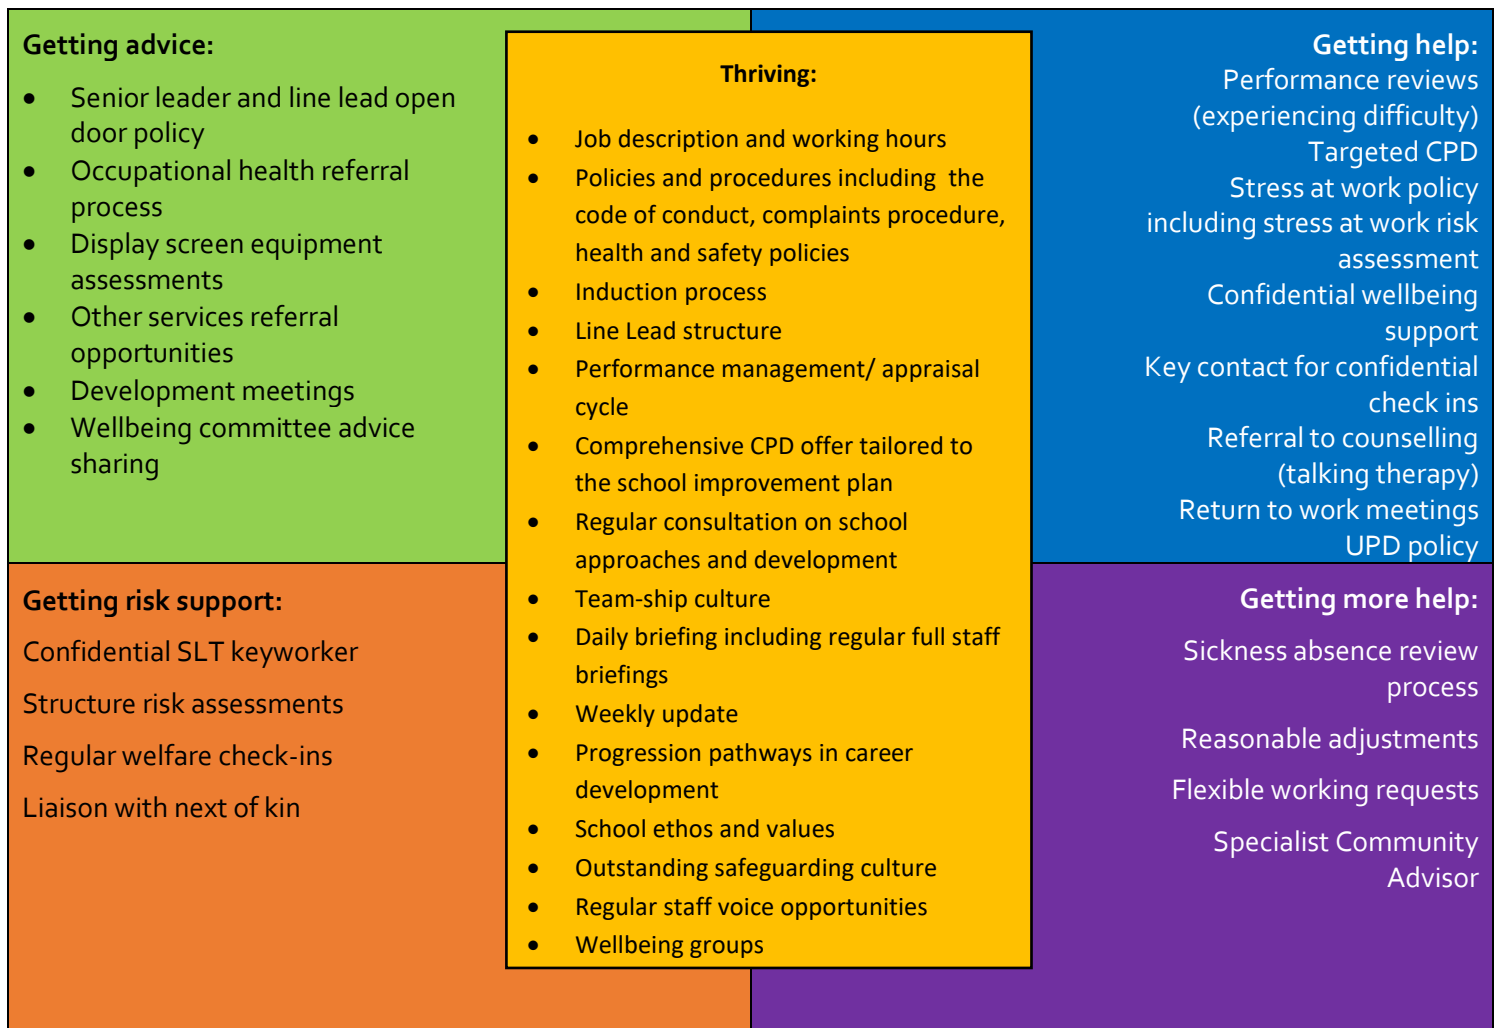 Getting advice:
• Senior leader and line lead open
door policy
• Occupational health referral
process
• Display screen equipment
assessments
• Other services referral
opportunities
• Development meetings
• Wellbeing committee advice
sharing
Thriving:
• Job description and working hours
• Policies and procedures including  the
code of conduct, complaints procedure,
health and safety policies
• Induction process
• Line Lead structure
• Performance management/ appraisal
cycle
• Comprehensive CPD offer tailored to
the school improvement plan
• Regular consultation on school
approaches and development
• Team-ship culture
• Daily briefing including regular full staff
briefings
• Weekly update
• Progression pathways in career
development
• School ethos and values
• Outstanding safeguarding culture
• Regular staff voice opportunities
• Wellbeing groups
Getting help:
Performance reviews
(experiencing difficulty)
Targeted CPD
Stress at work policy
including stress at work risk
assessment
Confidential wellbeing
support
Key contact for confidential
check ins
Referral to counselling
(talking therapy)
Return to work meetings
UPD policy
Getting risk support:
Confidential SLT keyworker
Structure risk assessments
Regular welfare check-ins
Liaison with next of kin
Getting more help:
Sickness absence review
process
Reasonable adjustments
Flexible working requests
Specialist Community
Advisor